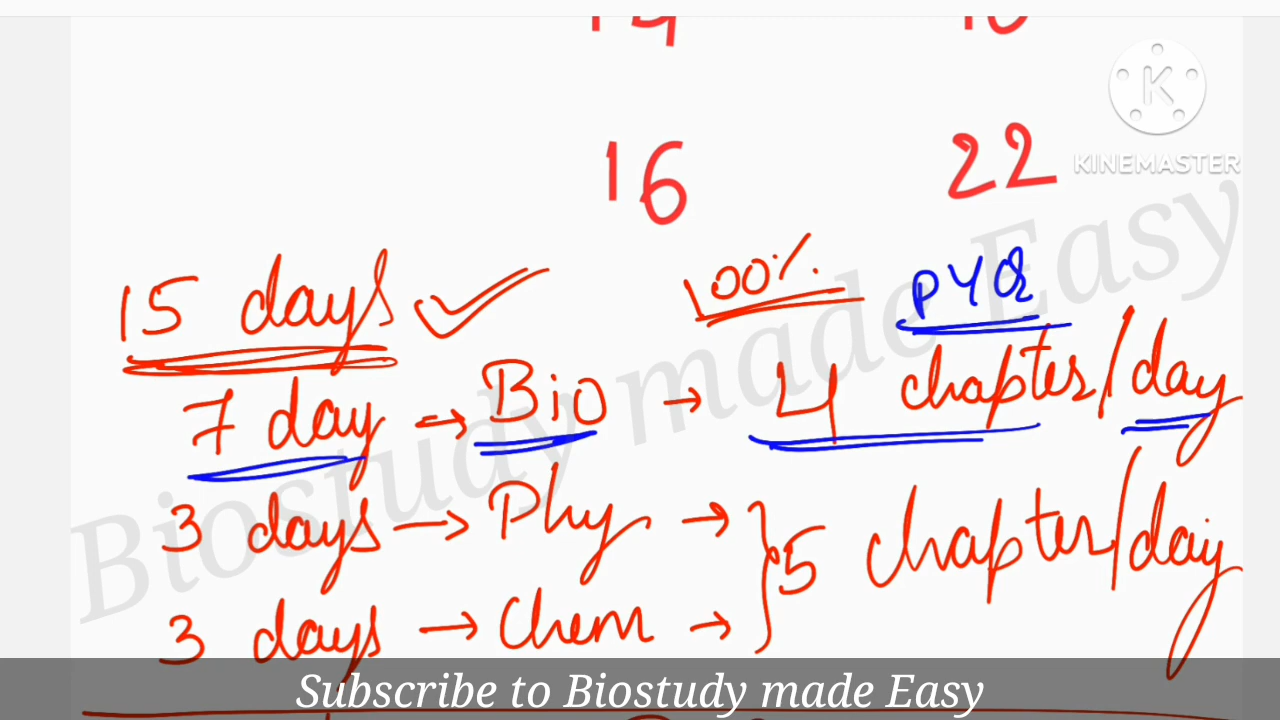 KINEMASTER
16 22
15 days 100% PYQ
7 day → Bio → 4 chapter/day
3 days → Phy → 5 chapter/day
3 days → Chem →
Biostudy made Easy
Subscribe to Biostudy made Easy